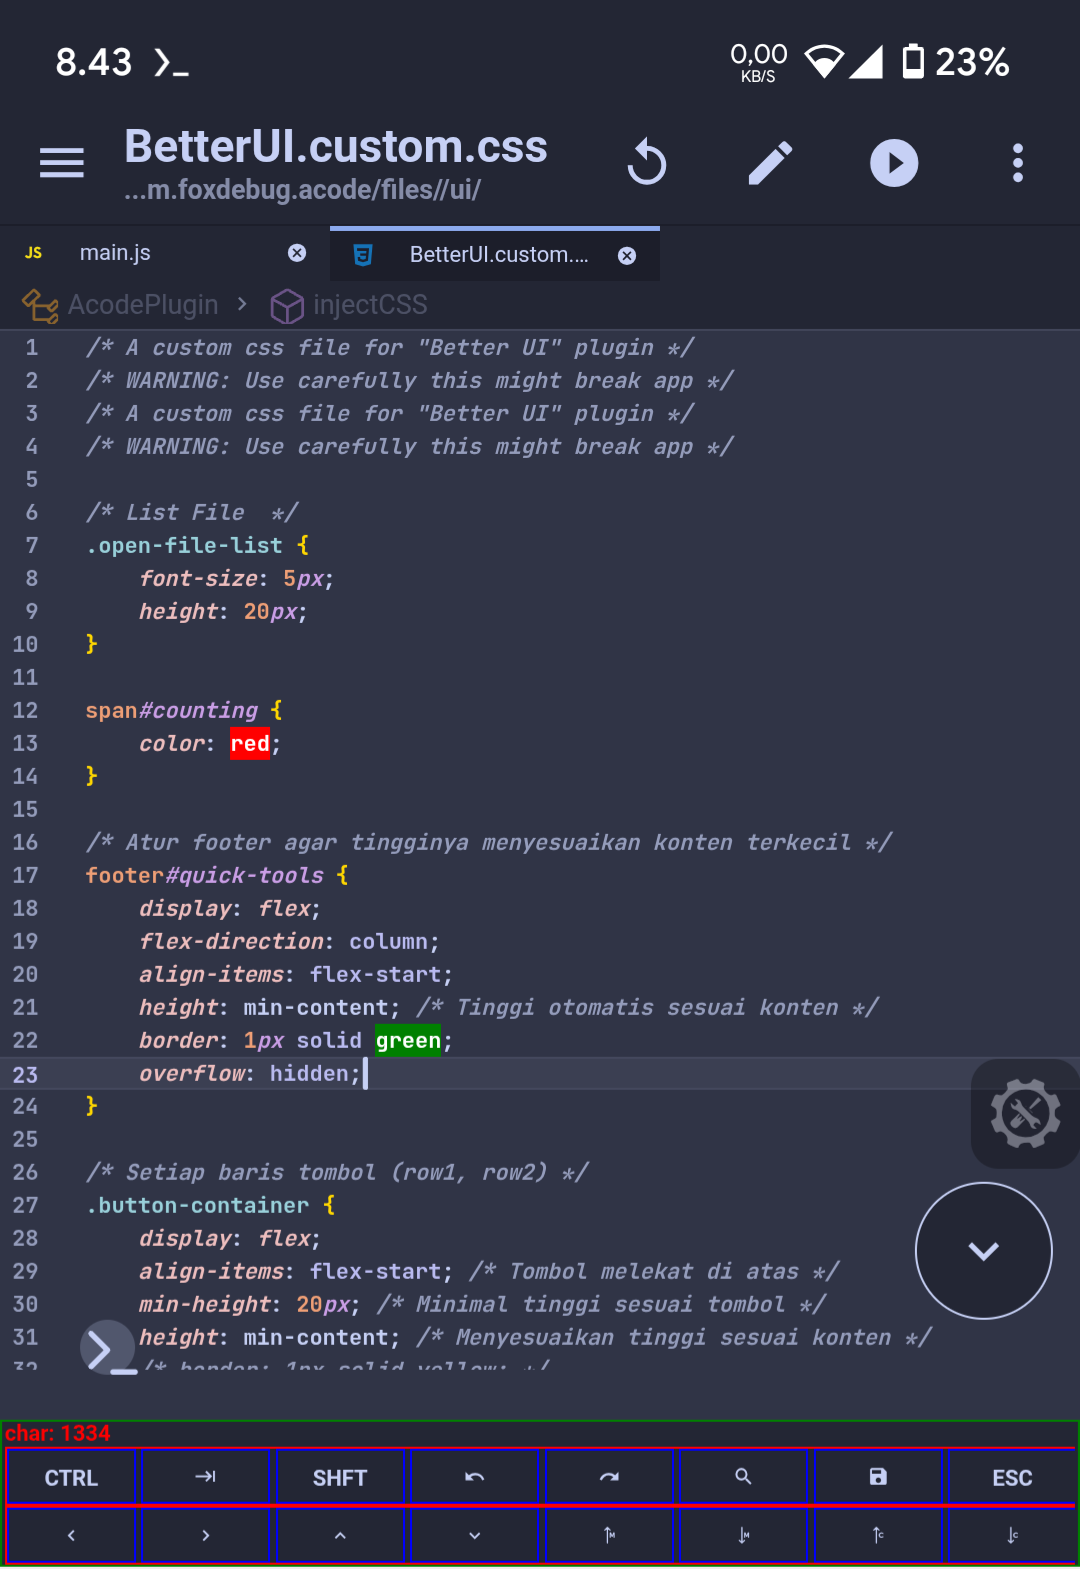 8.43
0,00
KB/S
23%
BetterUI.custom.css
...m.foxdebug.acode/files//ui/
JS main.js
BetterUI.custom....
AcodePlugin > injectCSS
1 /* A custom css file for "Better UI" plugin */
2 /* WARNING: Use carefully this might break app */
3 /* A custom css file for "Better UI" plugin */
4 /* WARNING: Use carefully this might break app */
5
6 /* List File  */
7 .open-file-list {
8     font-size: 5px;
9     height: 20px;
10 }
11
12 span#counting {
13     color: red;
14 }
15
16 /* Atur footer agar tingginya menyesuaikan konten terkecil */
17 footer#quick-tools {
18     display: flex;
19     flex-direction: column;
20     align-items: flex-start;
21     height: min-content; /* Tinggi otomatis sesuai konten */
22     border: 1px solid green;
23     overflow: hidden;
24 }
25
26 /* Setiap baris tombol (row1, row2) */
27 .button-container {
28     display: flex;
29     align-items: flex-start; /* Tombol melekat di atas */
30     min-height: 20px; /* Minimal tinggi sesuai tombol */
31     height: min-content; /* Menyesuaikan tinggi sesuai konten */
32     /* border: 1px solid yellow; */
char: 1334
CTRL SHFT ESC
M M C C